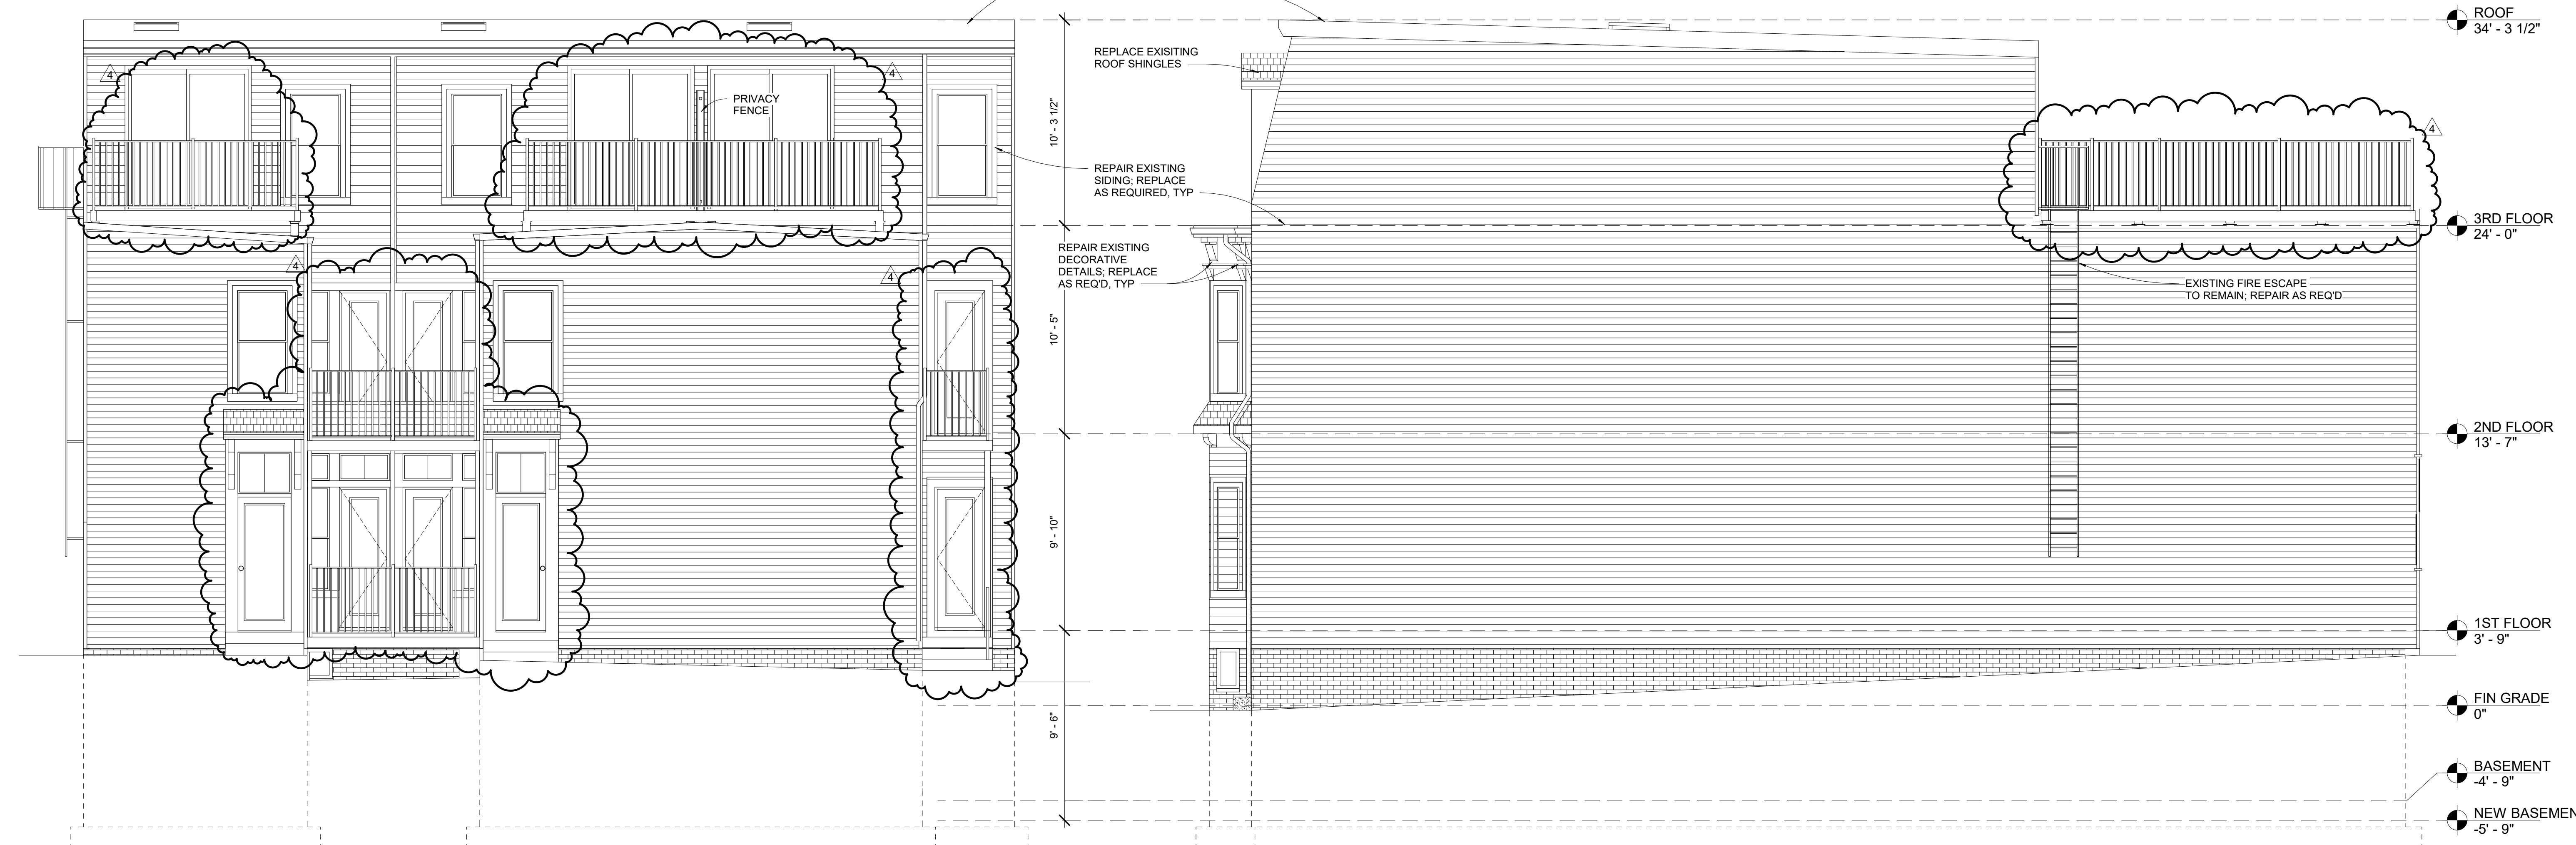 4
4
PRIVACY
FENCE
4
4
10' - 3 1/2"
10' - 5"
9' - 10"
9' - 6"
REPLACE EXISITING
ROOF SHINGLES
REPAIR EXISTING
SIDING; REPLACE
AS REQUIRED, TYP
REPAIR EXISTING
DECORATIVE
DETAILS; REPLACE
AS REQ'D, TYP
4
EXISTING FIRE ESCAPE
TO REMAIN; REPAIR AS REQ'D
ROOF
34' - 3 1/2"
3RD FLOOR
24' - 0"
2ND FLOOR
13' - 7"
1ST FLOOR
3' - 9"
FIN GRADE
0"
BASEMENT
-4' - 9"
NEW BASEMEN
-5' - 9"